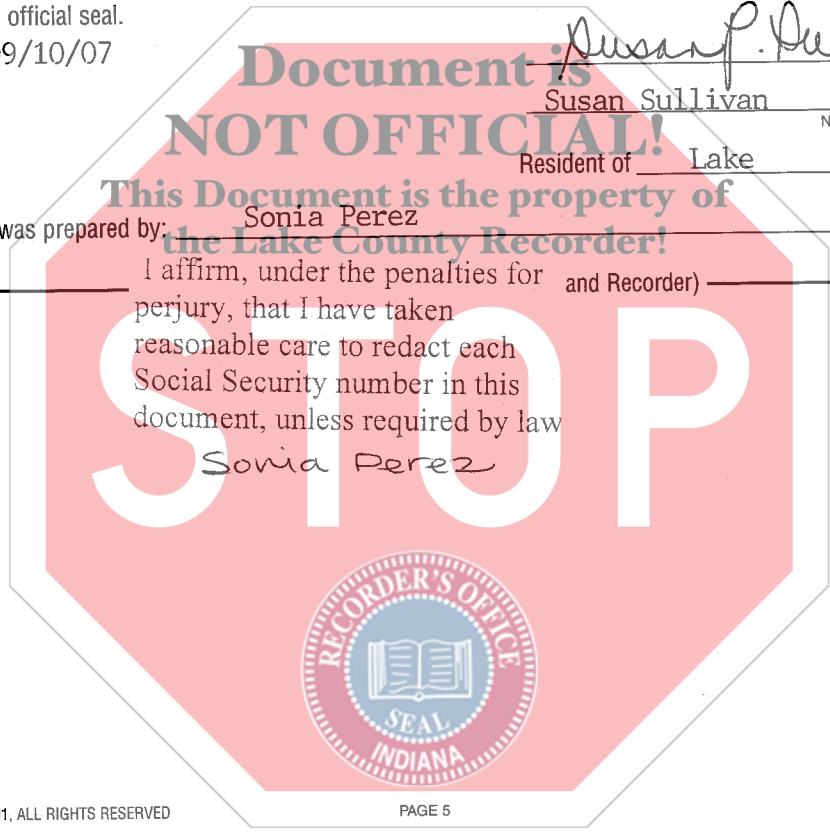 official seal.
9/10/07
Susan P.
Document is
Susan Sullivan
NOT OFFICIAL!
Resident of Lake
This Document is the property of
was prepared by: Sonia Perez
the Lake County Recorder!
I affirm, under the penalties for
and Recorder)
perjury, that I have taken
reasonable care to redact each
Social Security number in this
document, unless required by law
Sonia Perez
STOP
RECORDER'S OFFICE
SEAL
INDIANA
1, ALL RIGHTS RESERVED
PAGE 5